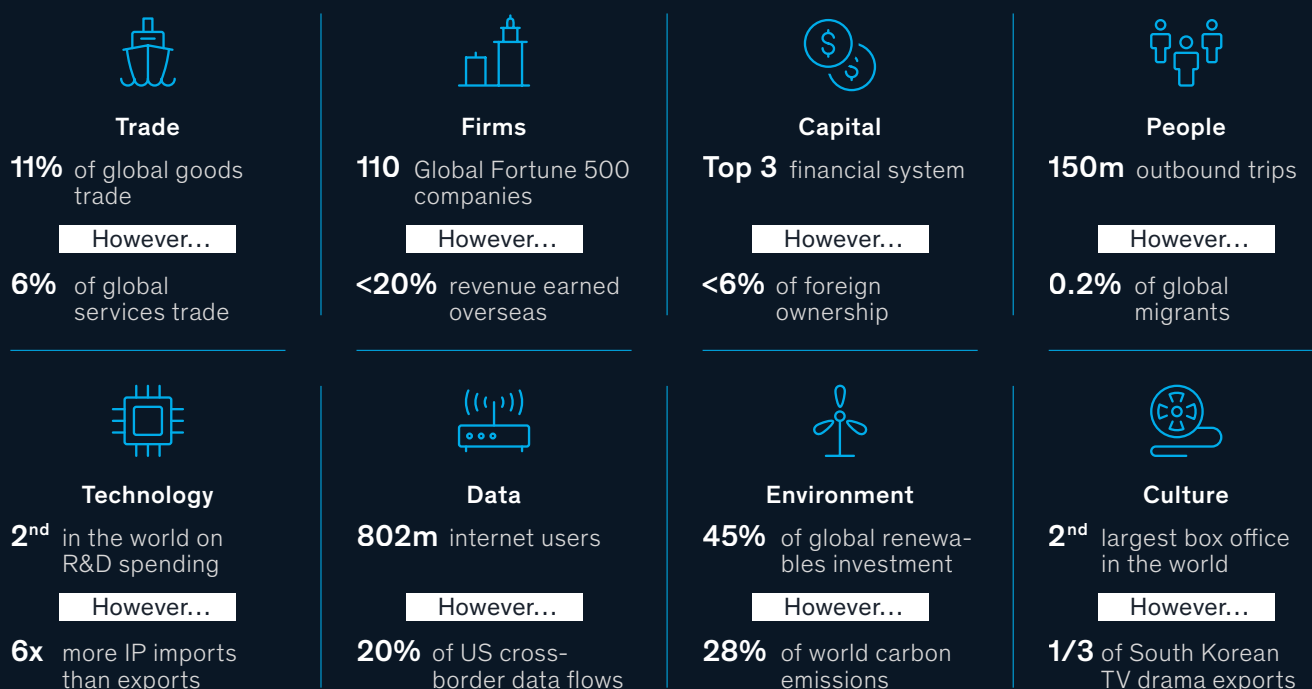 Trade
11% of global goods
trade
However...
6% of global
services trade
Firms
110 Global Fortune 500
companies
However...
<20% revenue earned
overseas
Capital
Top 3 financial system
However...
<6% of foreign
ownership
People
150m outbound trips
However...
0.2% of global
migrants
Technology
2nd in the world on
R&D spending
However...
6x more IP imports
than exports
Data
802m internet users
However...
20% of US cross-
border data flows
Environment
45% of global renewa-
bles investment
However...
28% of world carbon
emissions
Culture
2nd largest box office
in the world
However...
1/3 of South Korean
TV drama exports